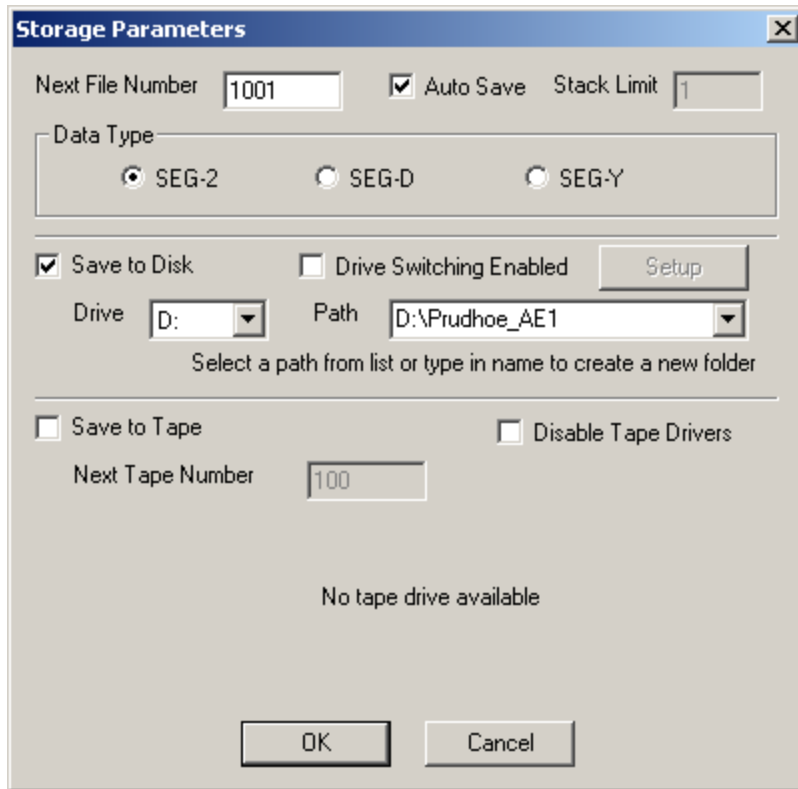 Storage Parameters
Next File Number 1001 Auto Save Stack Limit 1
Data Type
SEG-2 SEG-D SEG-Y
Save to Disk Drive Switching Enabled Setup
Drive D: Path D:\Prudhoe_AE1
Select a path from list or type in name to create a new folder
Save to Tape Disable Tape Drivers
Next Tape Number 100
No tape drive available
OK Cancel